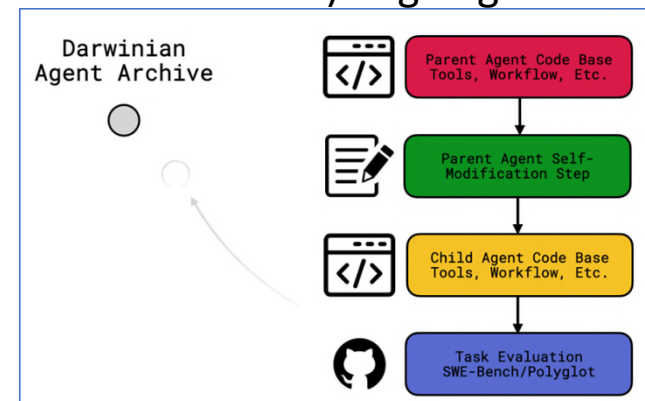 Darwinian
Agent Archive
Parent Agent Code Base
Tools, Workflow, Etc.
Parent Agent Self-
Modification Step
Child Agent Code Base
Tools, Workflow, Etc.
Task Evaluation
SWE-Bench/Polyglot